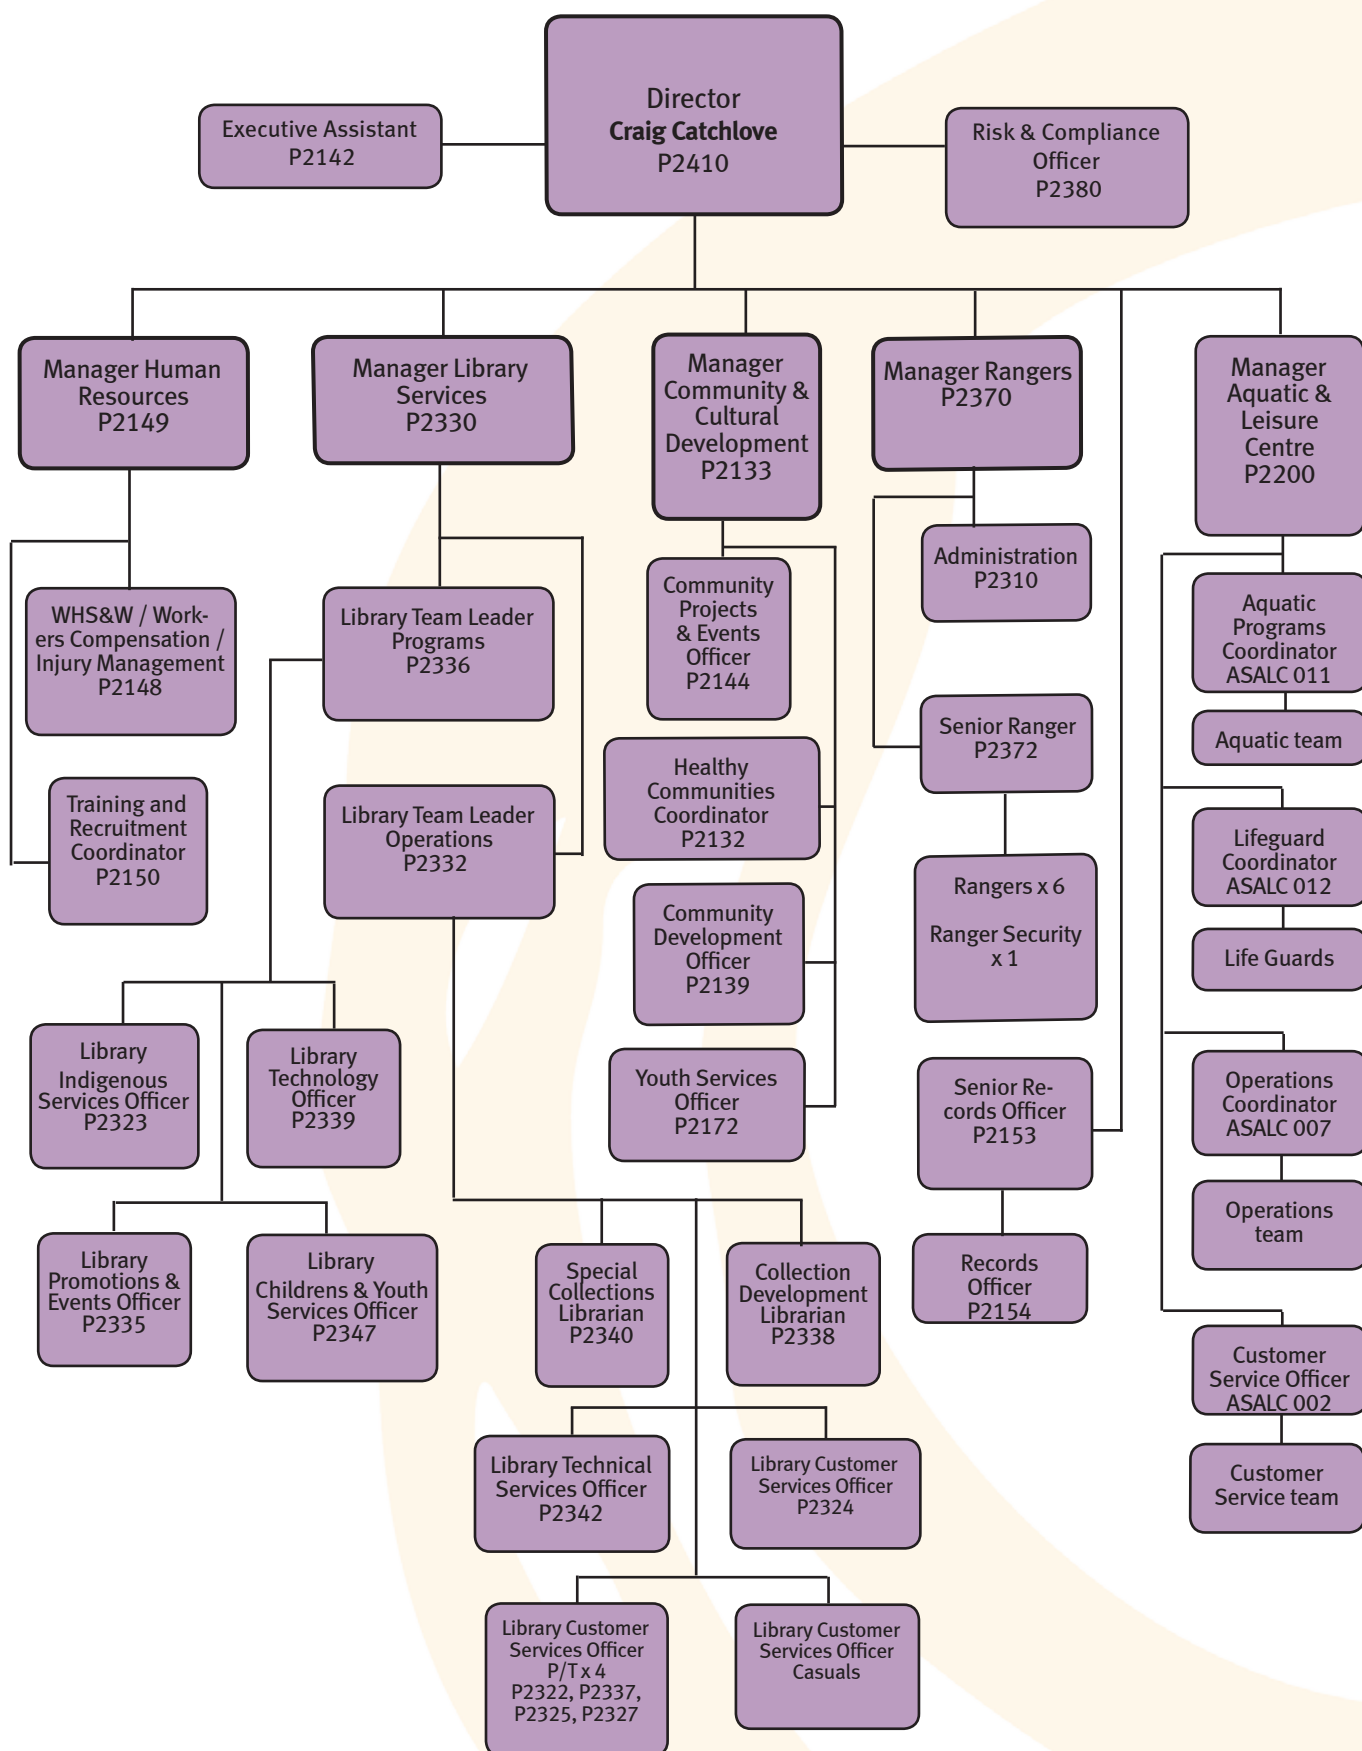 Director
Craig Catchlove
P2410
Executive Assistant
P2142
Risk & Compliance
Officer
P2380
Manager Human
Resources
P2149
Manager Library
Services
P2330
Manager
Community &
Cultural
Development
P2133
Manager Rangers
P2370
Manager
Aquatic &
Leisure
Centre
P2200
WHS&W / Work-
ers Compensation /
Injury Management
P2148
Training and
Recruitment
Coordinator
P2150
Library Team Leader
Programs
P2336
Library Team Leader
Operations
P2332
Community
Projects
& Events
Officer
P2144
Healthy
Communities
Coordinator
P2132
Community
Development
Officer
P2139
Youth Services
Officer
P2172
Administration
P2310
Senior Ranger
P2372
Rangers x 6
Ranger Security
x 1
Senior Re-
cords Officer
P2153
Records
Officer
P2154
Aquatic
Programs
Coordinator
ASALC 011
Aquatic team
Lifeguard
Coordinator
ASALC 012
Life Guards
Operations
Coordinator
ASALC 007
Operations
team
Customer
Service Officer
ASALC 002
Customer
Service team
Library
Indigenous
Services Officer
P2323
Library
Technology
Officer
P2339
Library
Promotions &
Events Officer
P2335
Library
Childrens & Youth
Services Officer
P2347
Special
Collections
Librarian
P2340
Collection
Development
Librarian
P2338
Library Technical
Services Officer
P2342
Library Customer
Services Officer
P2324
Library Customer
Services Officer
P/T x 4
P2322, P2337,
P2325, P2327
Library Customer
Services Officer
Casuals